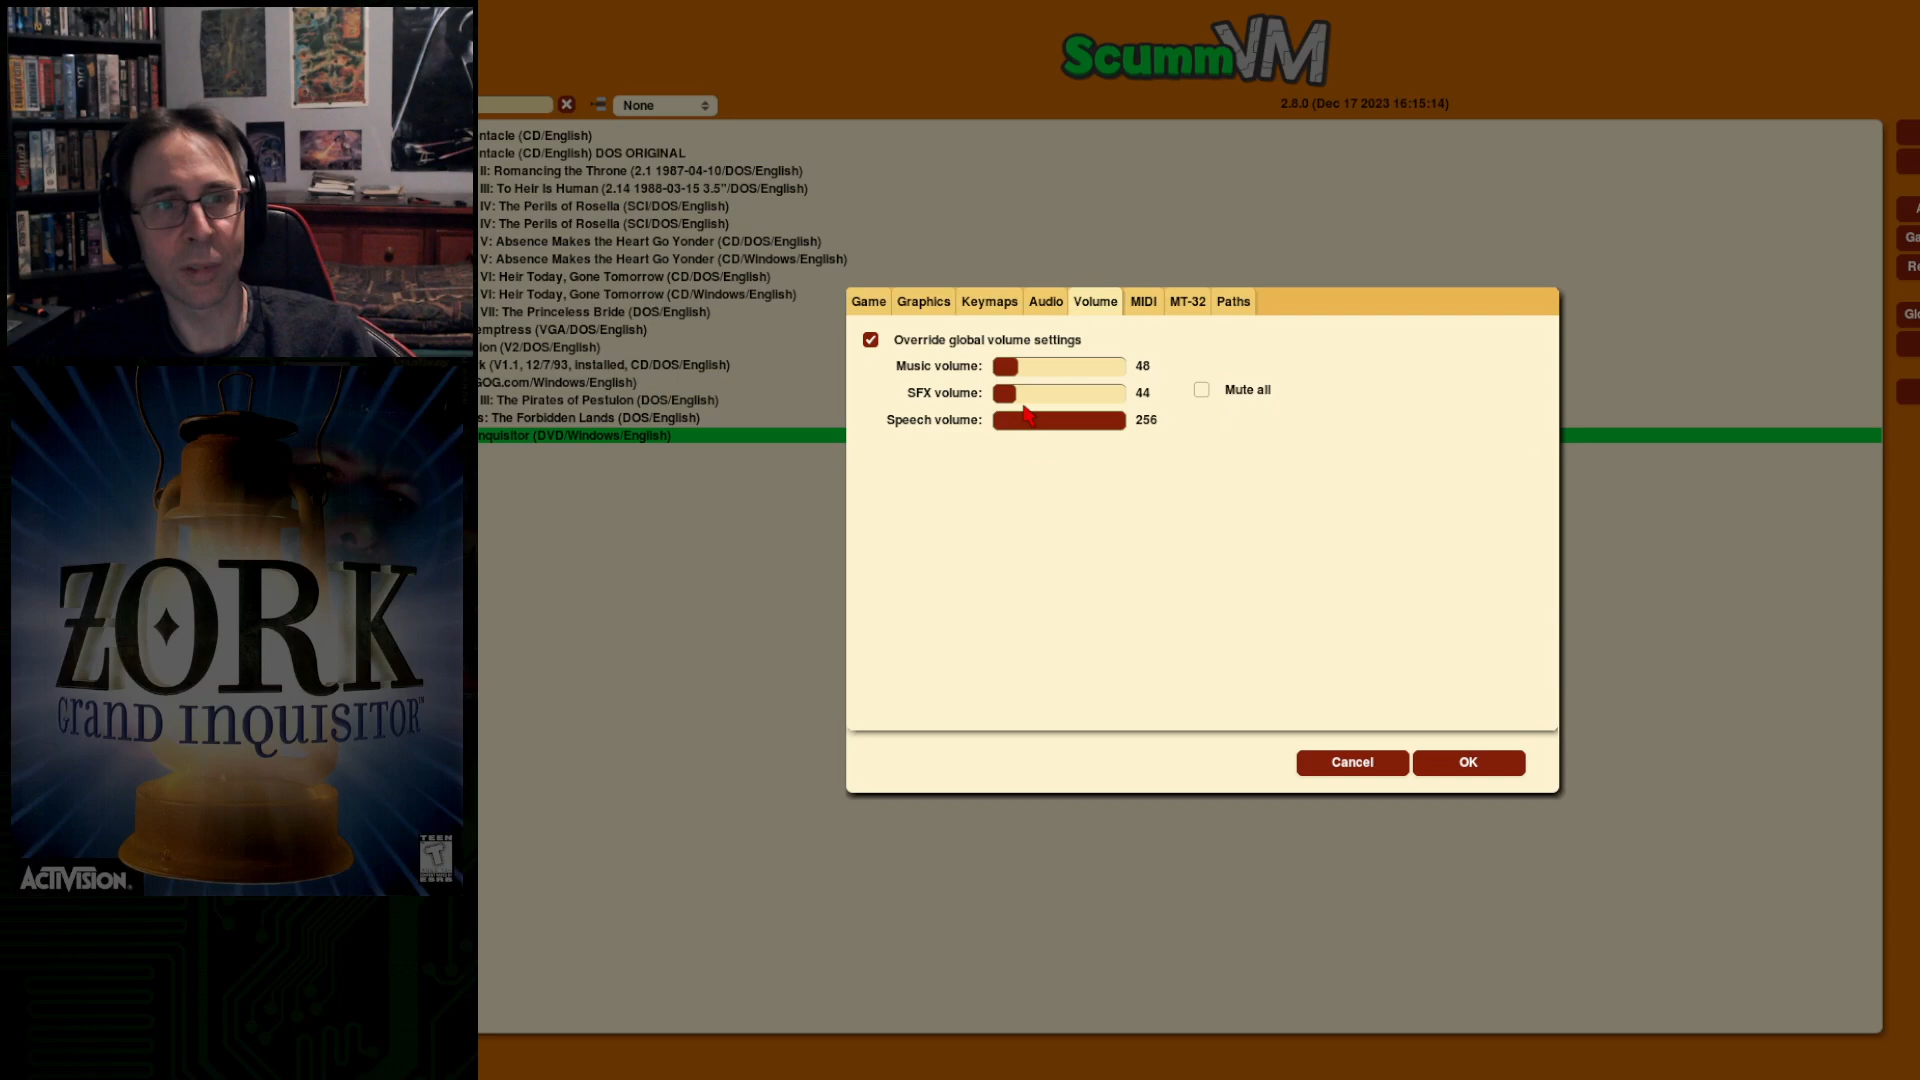 ScummVM
None
2.8.0 (Dec 17 2023 16:15:14)
ntacle (CD/English)
ntacle (CD/English) DOS ORIGINAL
II: Romancing the Throne (2.1 1987-04-10/DOS/English)
III: To Heir Is Human (2.14 1988-03-15 3.5"/DOS/English)
IV: The Perils of Rosella (SCI/DOS/English)
IV: The Perils of Rosella (SCI/DOS/English)
V: Absence Makes the Heart Go Yonder (CD/DOS/English)
V: Absence Makes the Heart Go Yonder (CD/Windows/English)
VI: Heir Today, Gone Tomorrow (CD/DOS/English)
VI: Heir Today, Gone Tomorrow (CD/Windows/English)
VII: The Princeless Bride (DOS/English)
emptress (VGA/DOS/English)
ion (V2/DOS/English)
k (V1.1, 12/7/93, installed, CD/DOS/English)
GOG.com/Windows/English)
III: The Pirates of Pestulon (DOS/English)
s: The Forbidden Lands (DOS/English)
nquisitor (DVD/Windows/English)
Game Graphics Keymaps Audio Volume MIDI MT-32 Paths
Override global volume settings
Music volume: 48
SFX volume: 44
Mute all
Speech volume: 256
Cancel OK
A
Ga
Re
Glo
ZORK
Grand Inquisitor
ACTIVISION.
TEEN
T
ESRB